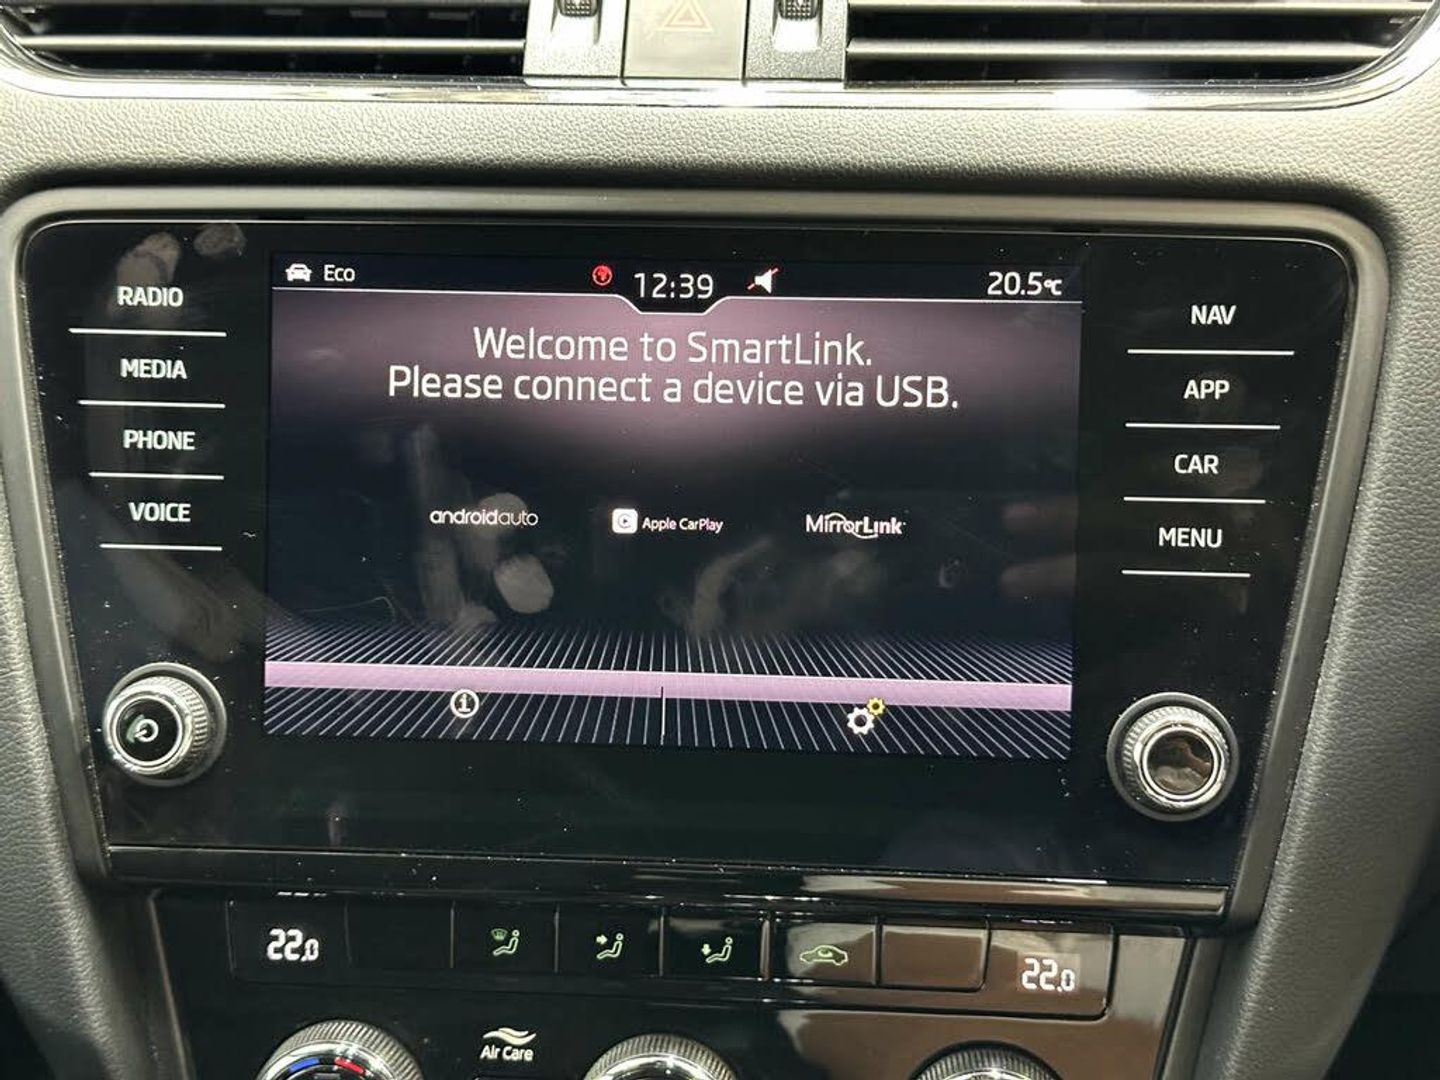 Eco
12:39
20.5°C
RADIO
MEDIA
PHONE
VOICE
Welcome to SmartLink.
Please connect a device via USB.
androidauto
Apple CarPlay
MirrorLink
NAV
APP
CAR
MENU
22.0
22.0
Air Care